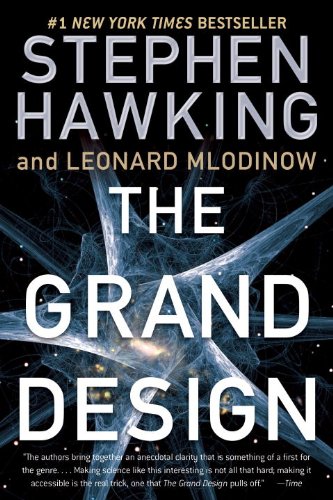 #1 NEW YORK TIMES BESTSELLER
STEPHEN
HAWKING
and LEONARD MLODINOW
THE
GRAND
DESIGN
"The authors bring together an anecdotal clarity that is something of a first for
the genre. . . . Making science like this interesting is not all that hard; making it
accessible is the real trick, one that The Grand Design pulls off." —Time